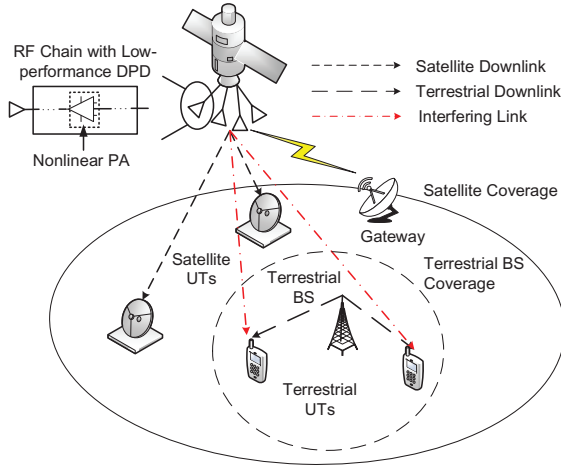 RF Chain with Low-
performance DPD
Nonlinear PA
Satellite Downlink
Terrestrial Downlink
Interfering Link
Satellite Coverage
Gateway
Satellite
UTs
Terrestrial
BS
Terrestrial BS
Coverage
Terrestrial
UTs